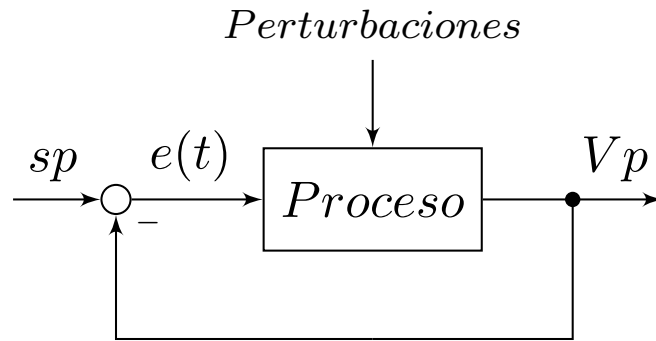 Perturbaciones
sp
e(t)
Proceso
Vp
−